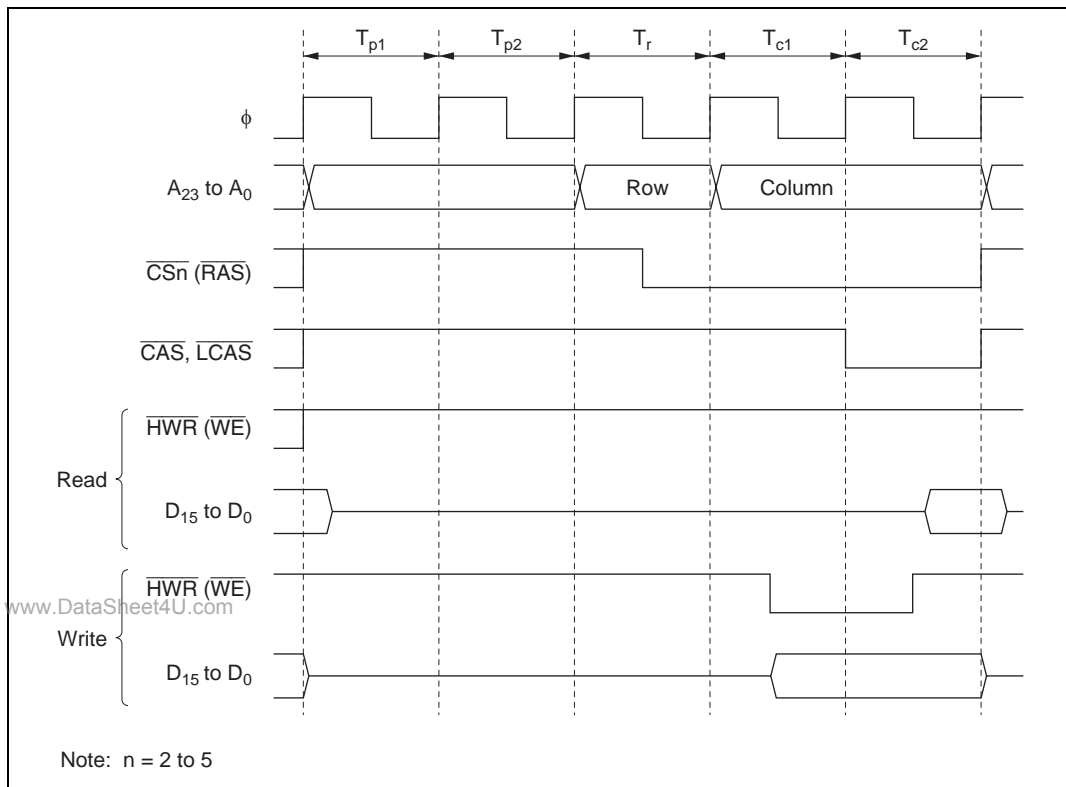 Tp1 Tp2 Tr Tc1 Tc2
ϕ
A23 to A0
Row
Column
CSn (RAS)
CAS, LCAS
Read
HWR (WE)
D15 to D0
Write
HWR (WE)
www.DataSheet4U.com
D15 to D0
Note: n = 2 to 5